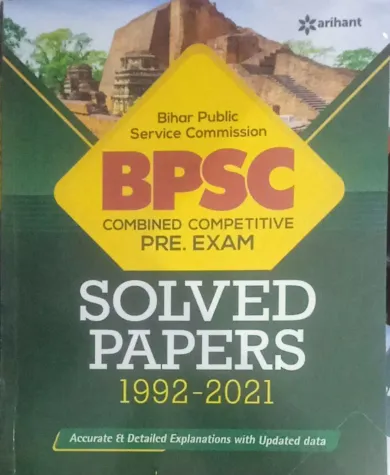 arihant
Bihar Public
Service Commission
BPSC
COMBINED COMPETITIVE
PRE. EXAM
SOLVED
PAPERS
1992-2021
Accurate & Detailed Explanations with Updated data